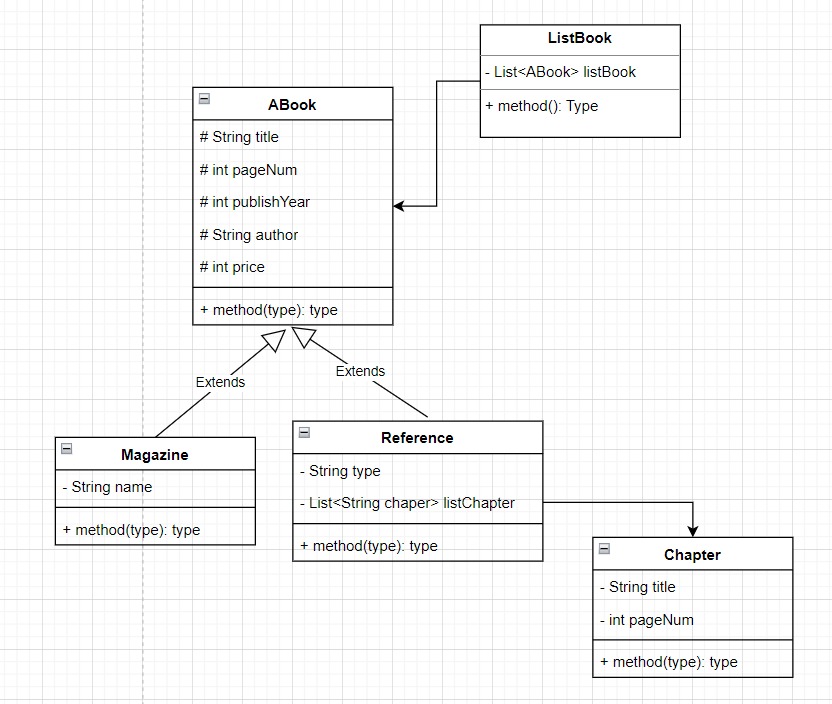 ListBook
- List<ABook> listBook
+ method(): Type
ABook
# String title
# int pageNum
# int publishYear
# String author
# int price
+ method(type): type
Extends
Extends
Magazine
- String name
+ method(type): type
Reference
- String type
- List<String chaper> listChapter
+ method(type): type
Chapter
- String title
- int pageNum
+ method(type): type